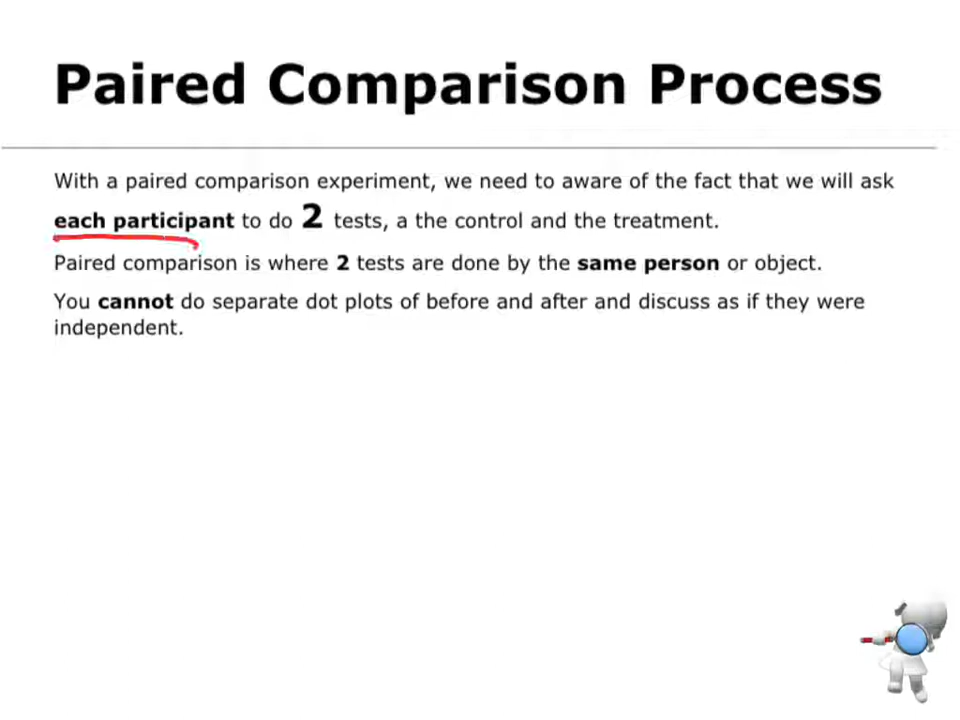 Paired Comparison Process
With a paired comparison experiment, we need to aware of the fact that we will ask
each participant to do 2 tests, a the control and the treatment.
Paired comparison is where 2 tests are done by the same person or object.
You cannot do separate dot plots of before and after and discuss as if they were
independent.